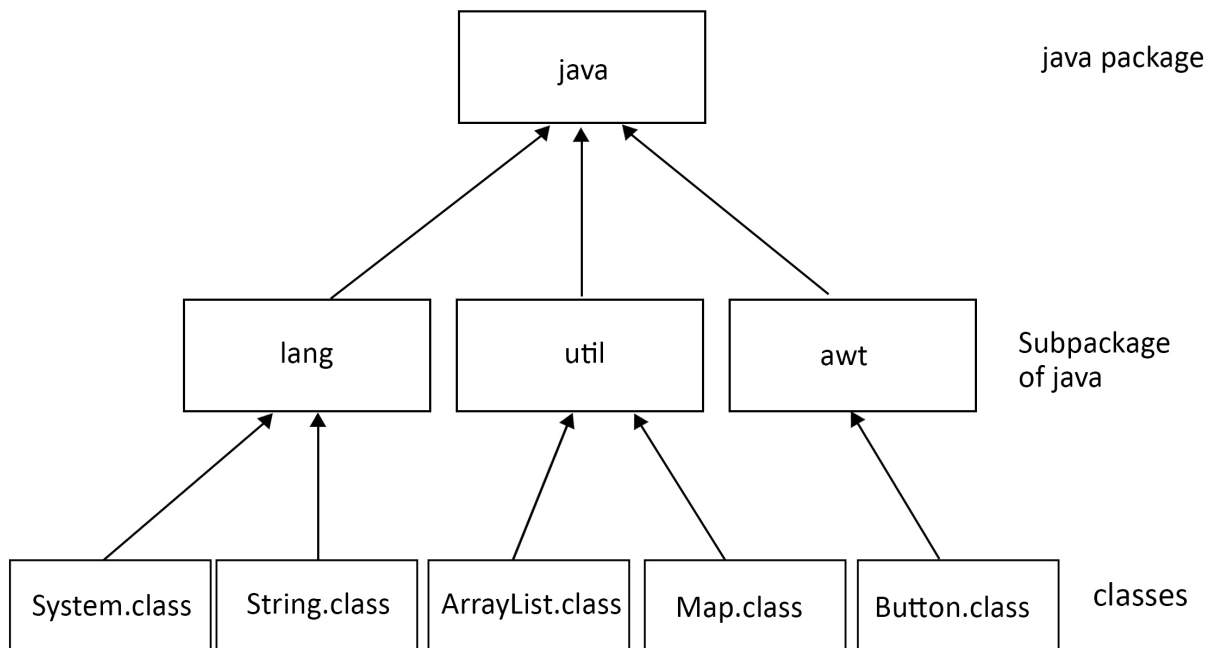 java
java package
lang
util
awt
Subpackage
of java
System.class
String.class
ArrayList.class
Map.class
Button.class
classes